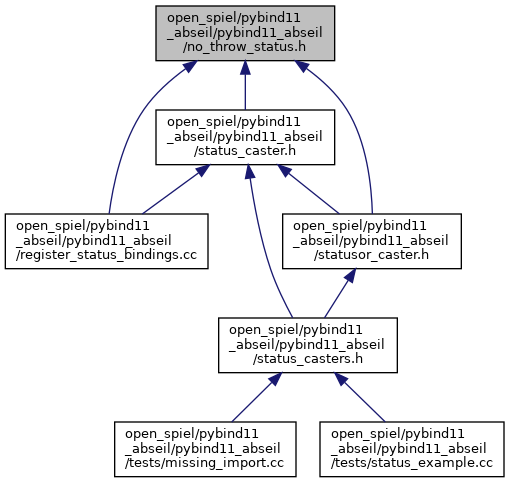 open_spiel/pybind11
_abseil/pybind11_abseil
/no_throw_status.h
open_spiel/pybind11
_abseil/pybind11_abseil
/status_caster.h
open_spiel/pybind11
_abseil/pybind11_abseil
/register_status_bindings.cc
open_spiel/pybind11
_abseil/pybind11_abseil
/statusor_caster.h
open_spiel/pybind11
_abseil/pybind11_abseil
/status_casters.h
open_spiel/pybind11
_abseil/pybind11_abseil
/tests/missing_import.cc
open_spiel/pybind11
_abseil/pybind11_abseil
/tests/status_example.cc